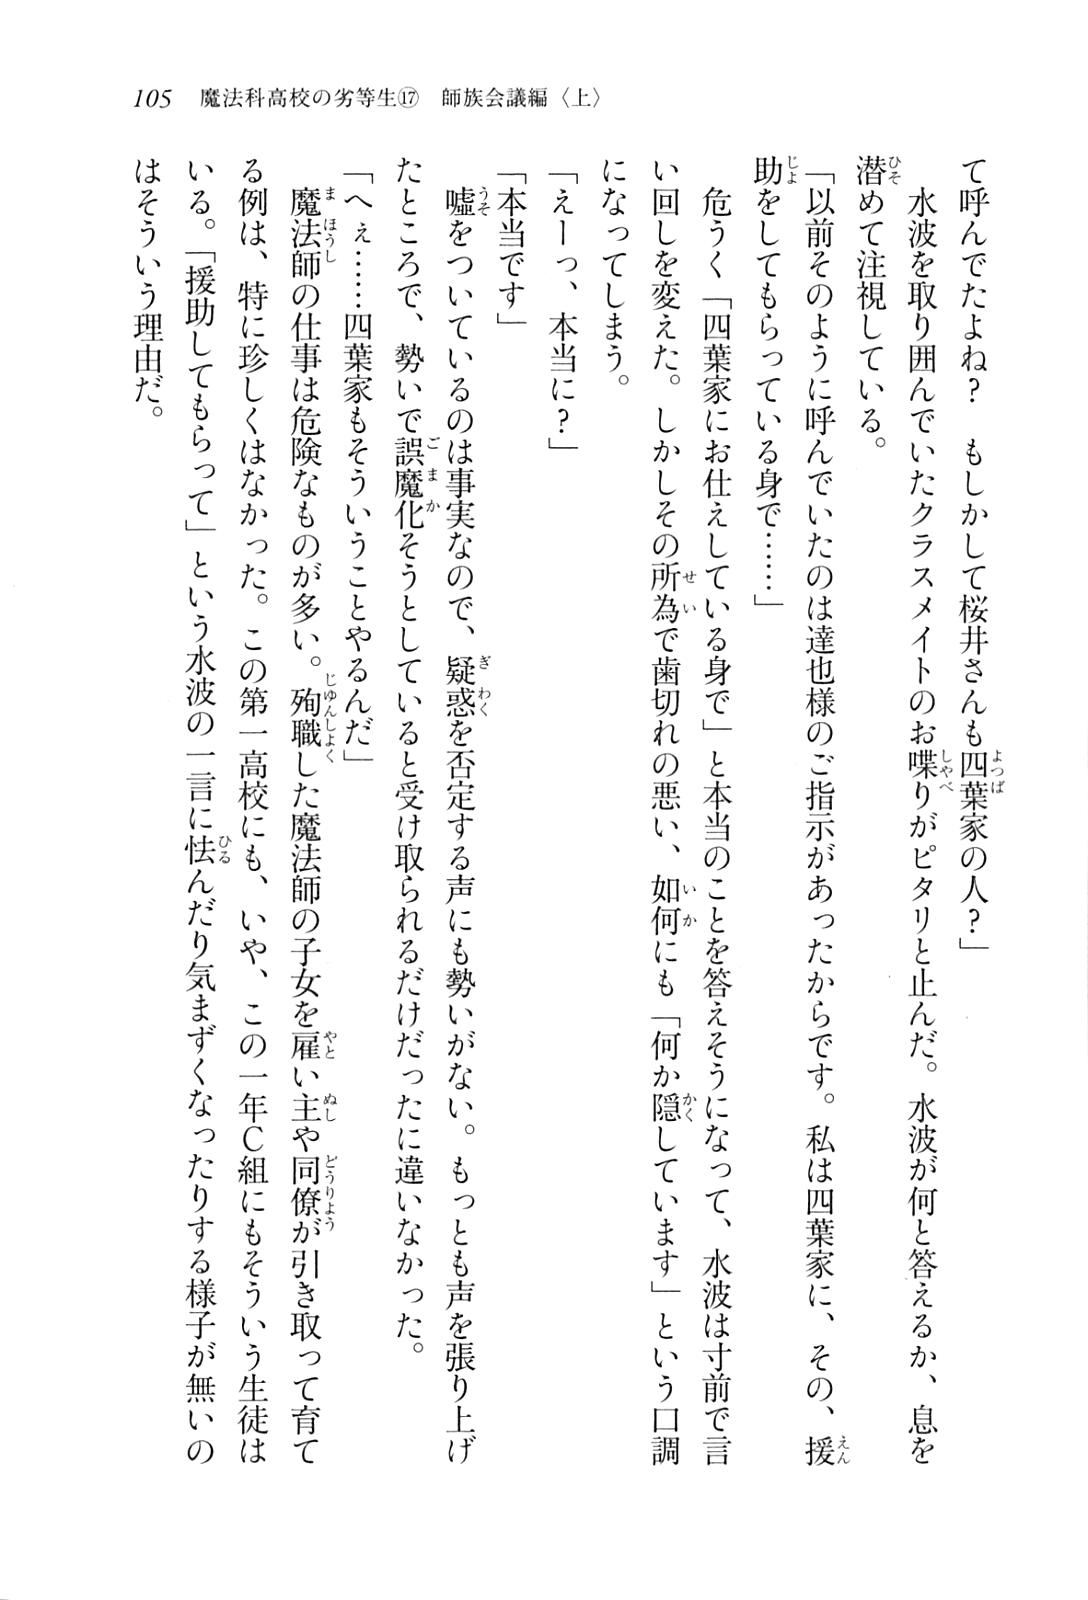 105　魔法科高校の劣等生⑰　師族会議編〈上〉
て呼んでたよね？　もしかして桜井さんも四葉家の人？」
　水波を取り囲んでいたクラスメイトのお喋りがピタリと止んだ。水波が何と答えるか、息を
潜めて注視している。
「以前そのように呼んでいたのは達也様のご指示があったからです。私は四葉家に、その、援
助をしてもらっている身で……」
　危うく「四葉家にお仕えしている身で」と本当のことを答えそうになって、水波は寸前で言
い回しを変えた。しかしその所為で歯切れの悪い、如何にも「何か隠しています」という口調
になってしまう。
「えーっ、本当に？」
「本当です」
　嘘をついているのは事実なので、疑惑を否定する声にも勢いがない。もっとも声を張り上げ
たところで、勢いで誤魔化そうとしていると受け取られるだけだったに違いなかった。
「へぇ……四葉家もそういうことやるんだ」
　魔法師の仕事は危険なものが多い。殉職した魔法師の子女を雇い主や同僚が引き取って育て
る例は、特に珍しくはなかった。この第一高校にも、いや、この一年Ｃ組にもそういう生徒は
いる。「援助してもらって」という水波の一言に怯んだり気まずくなったりする様子が無いの
はそういう理由だ。